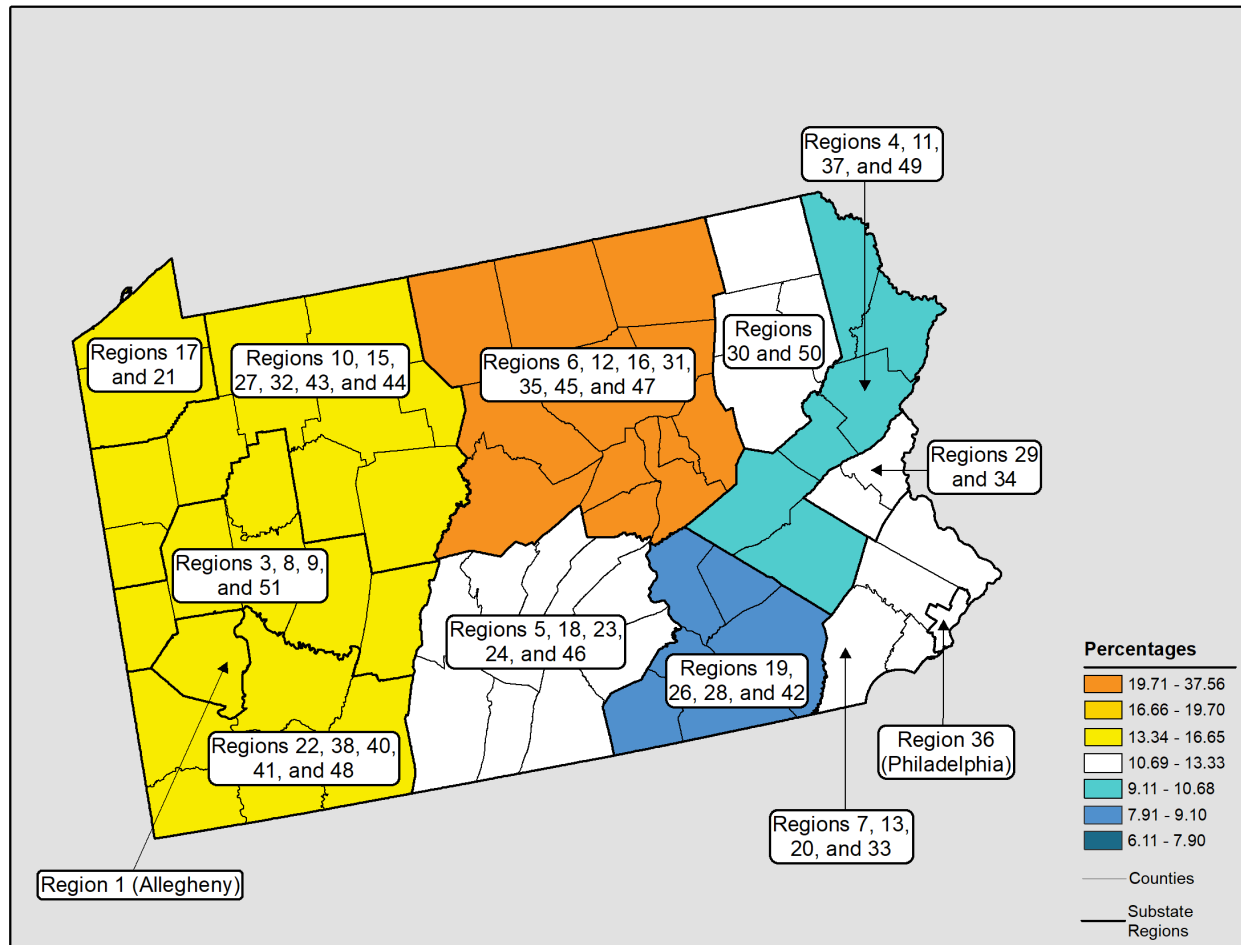 Regions 4, 11,
37, and 49
Regions 17
and 21
Regions 10, 15,
27, 32, 43, and 44
Regions 6, 12, 16, 31,
35, 45, and 47
Regions
30 and 50
Regions 29
and 34
Regions 3, 8, 9,
and 51
Regions 5, 18, 23,
24, and 46
Regions 19,
26, 28, and 42
Regions 22, 38, 40,
41, and 48
Region 36
(Philadelphia)
Regions 7, 13,
20, and 33
Region 1 (Allegheny)
Percentages
19.71 - 37.56
16.66 - 19.70
13.34 - 16.65
10.69 - 13.33
9.11 - 10.68
7.91 - 9.10
6.11 - 7.90
Counties
Substate
Regions